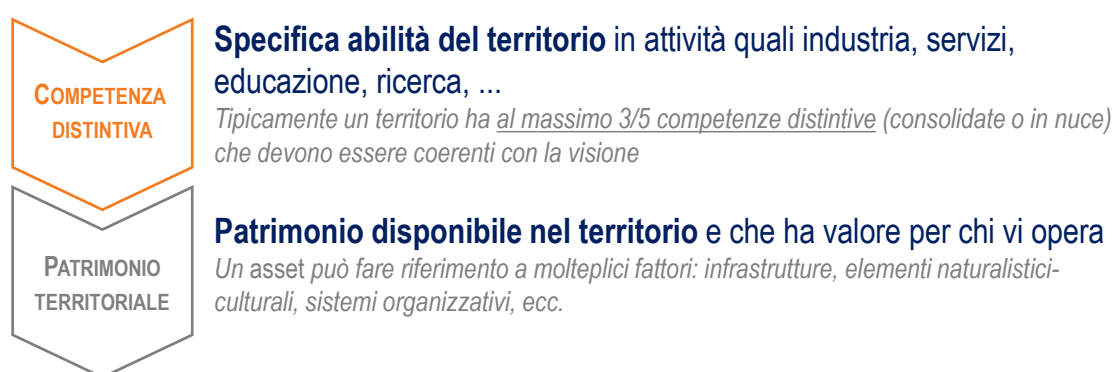 COMPETENZA
DISTINTIVA
Specifica abilità del territorio in attività quali industria, servizi,
educazione, ricerca, ...
Tipicamente un territorio ha al massimo 3/5 competenze distintive (consolidate o in nuce)
che devono essere coerenti con la visione
PATRIMONIO
TERRITORIALE
Patrimonio disponibile nel territorio e che ha valore per chi vi opera
Un asset può fare riferimento a molteplici fattori: infrastrutture, elementi naturalistici-
culturali, sistemi organizzativi, ecc.